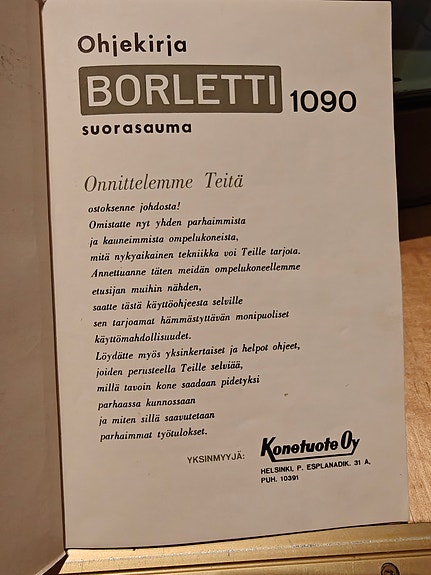 Ohjekirja
BORLETTI 1090
suorasauma
Onnittelemme Teitä
ostoksenne johdosta!
Omistatte nyt yhden parhaimmista
ja kauneimmista ompelukoneista,
mitä nykyaikainen tekniikka voi Teille tarjota.
Annettuanne täten meidän ompelukoneellemme
etusijan muihin nähden,
saatte tästä käyttöohjeesta selville
sen tarjoamat hämmästyttävän monipuoliset
käyttömahdollisuudet.
Löydätte myös yksinkertaiset ja helpot ohjeet,
joiden perusteella Teille selviää,
millä tavoin kone saadaan pidetyksi
parhaassa kunnossaan
ja miten sillä saavutetaan
parhaimmat työtulokset.
YKSINMYYJÄ: Konetuote Oy
HELSINKI, P. ESPLANADIK. 31 A,
PUH. 10391